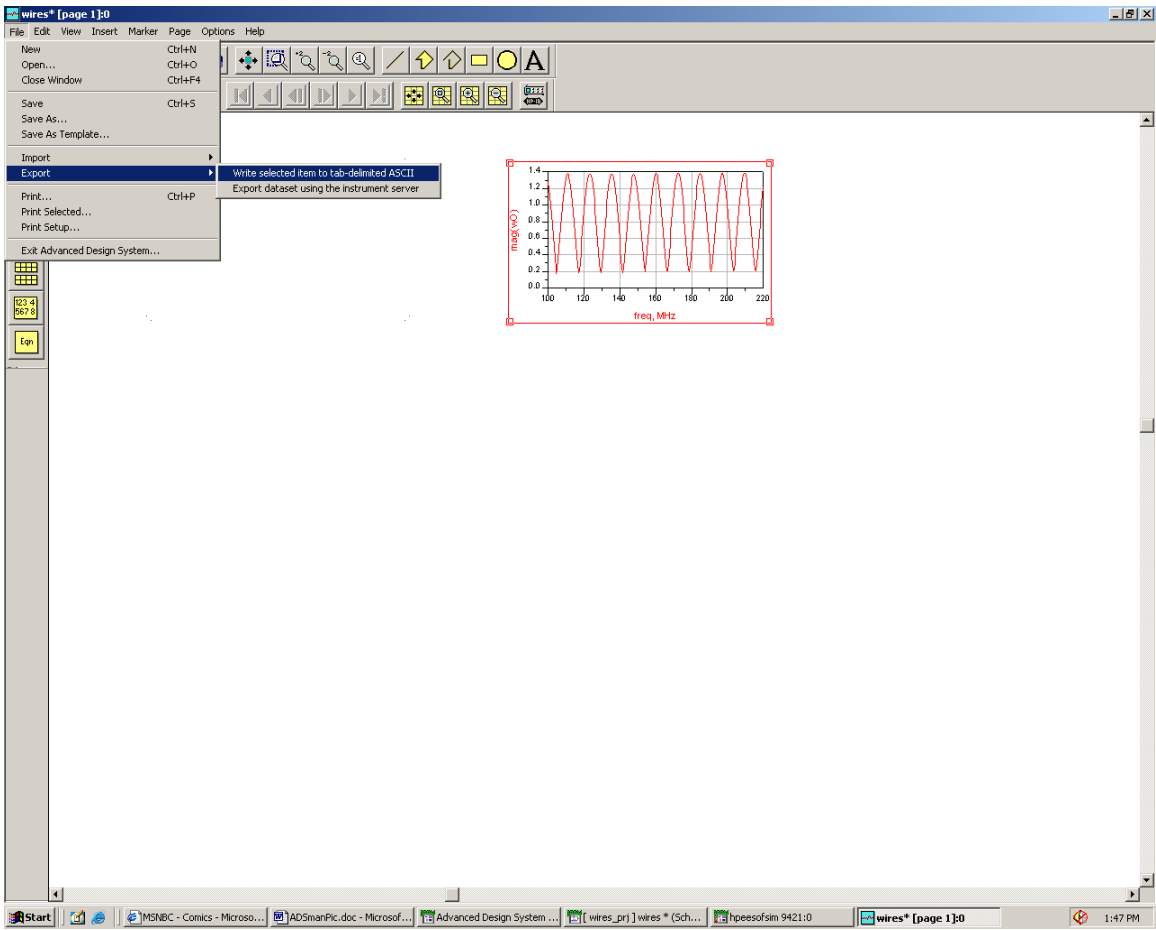 wires* [page 1]:0
File Edit View Insert Marker Page Options Help
New Ctrl+N
Open... Ctrl+O
Close Window Ctrl+F4
Save Ctrl+S
Save As...
Save As Template...
Import
Export
Write selected item to tab-delimited ASCII
Export dataset using the instrument server
Print... Ctrl+P
Print Selected...
Print Setup...
Exit Advanced Design System...
+2
-2
A
123 4
567 8
Eqn
1.4
1.2
1.0
0.8
0.6
0.4
0.2
0.0
mag(wO)
100 120 140 160 180 200 220
freq, MHz
Start MSNBC - Comics - Microso... ADSmanPic.doc - Microsof... Advanced Design System ... [ wires_prj ] wires * (Sch... hpeesofsim 9421:0 wires* [page 1]:0 1:47 PM